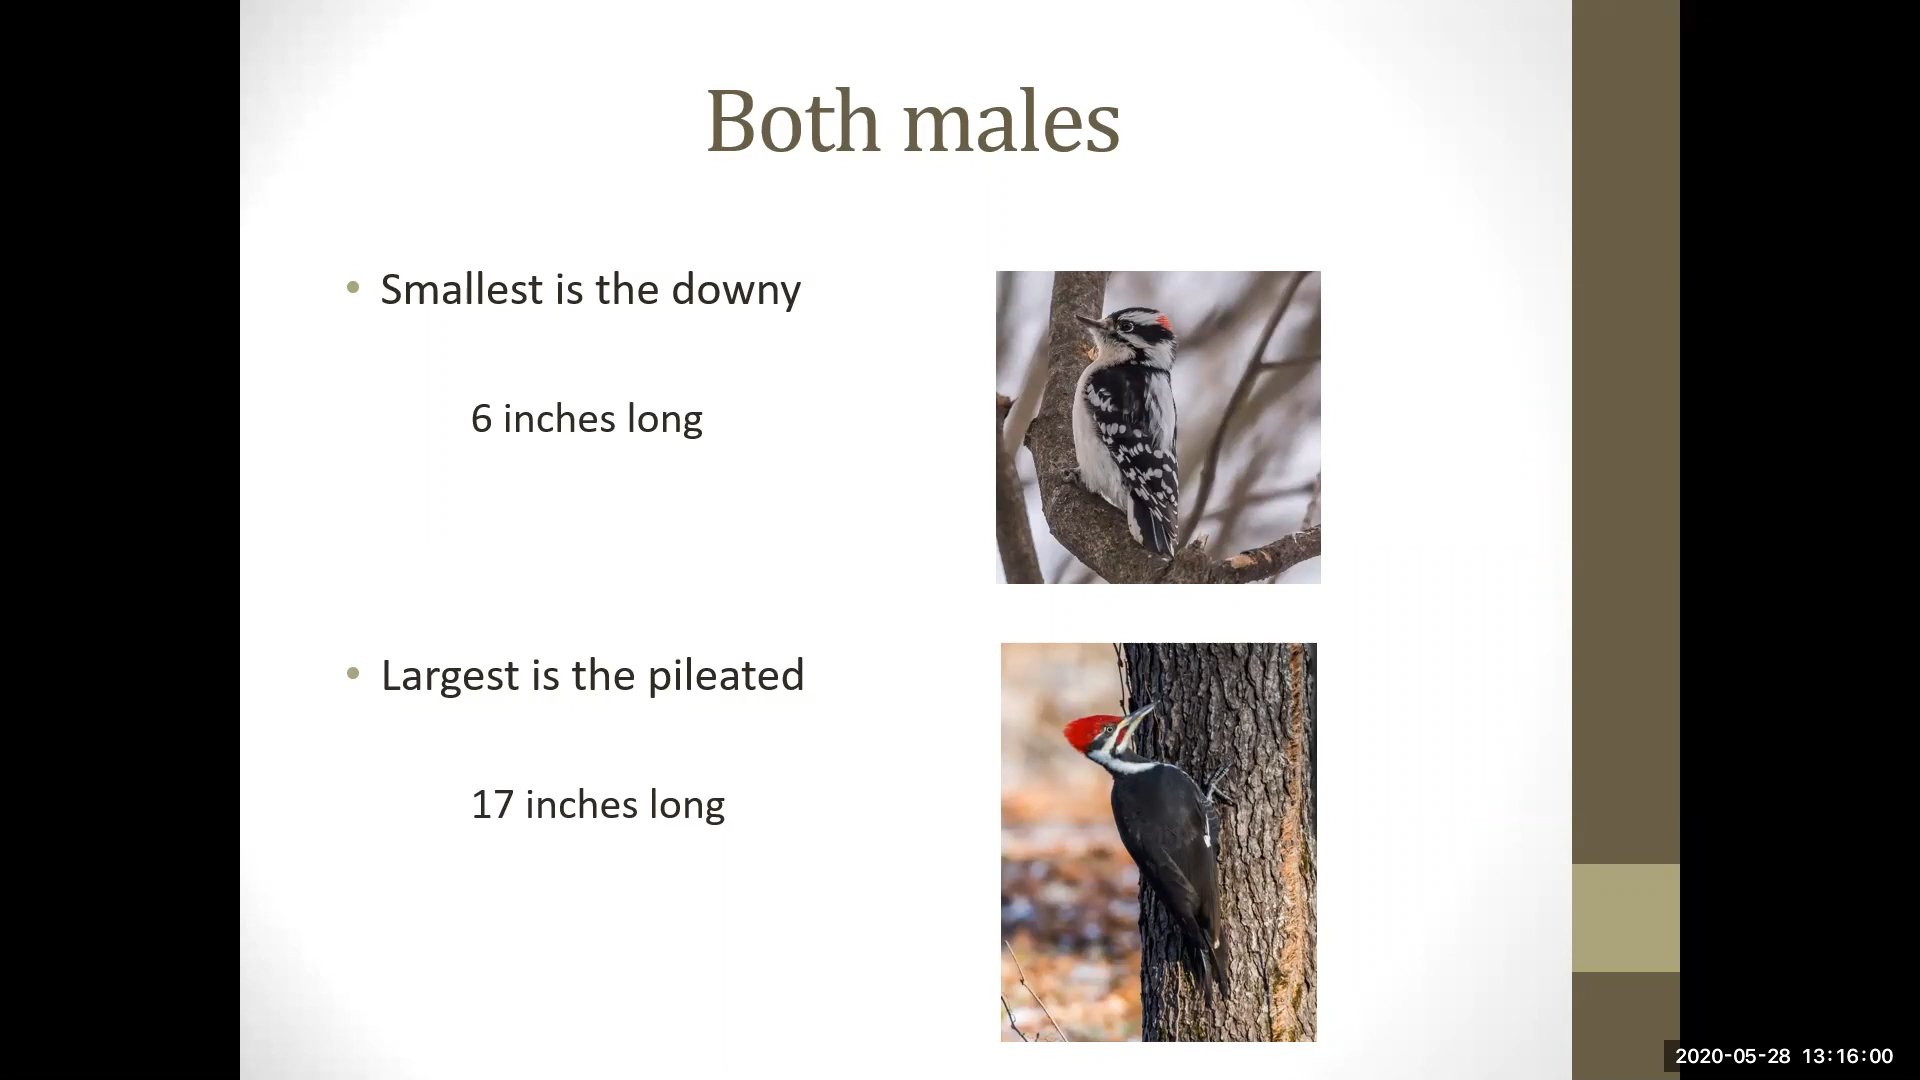 Both males
Smallest is the downy
6 inches long
Largest is the pileated
17 inches long
2020-05-28 13:16:00